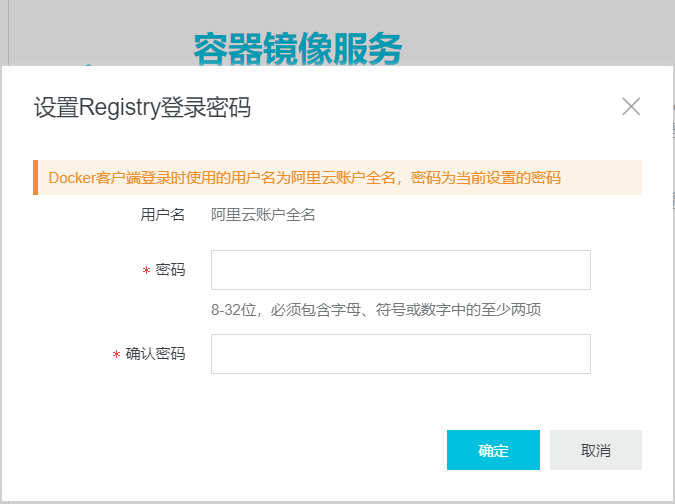 容器镜像服务
设置Registry登录密码
Docker客户端登录时使用的用户名为阿里云账户全名，密码为当前设置的密码
用户名 阿里云账户全名
* 密码
8-32位，必须包含字母、符号或数字中的至少两项
* 确认密码
确定 取消